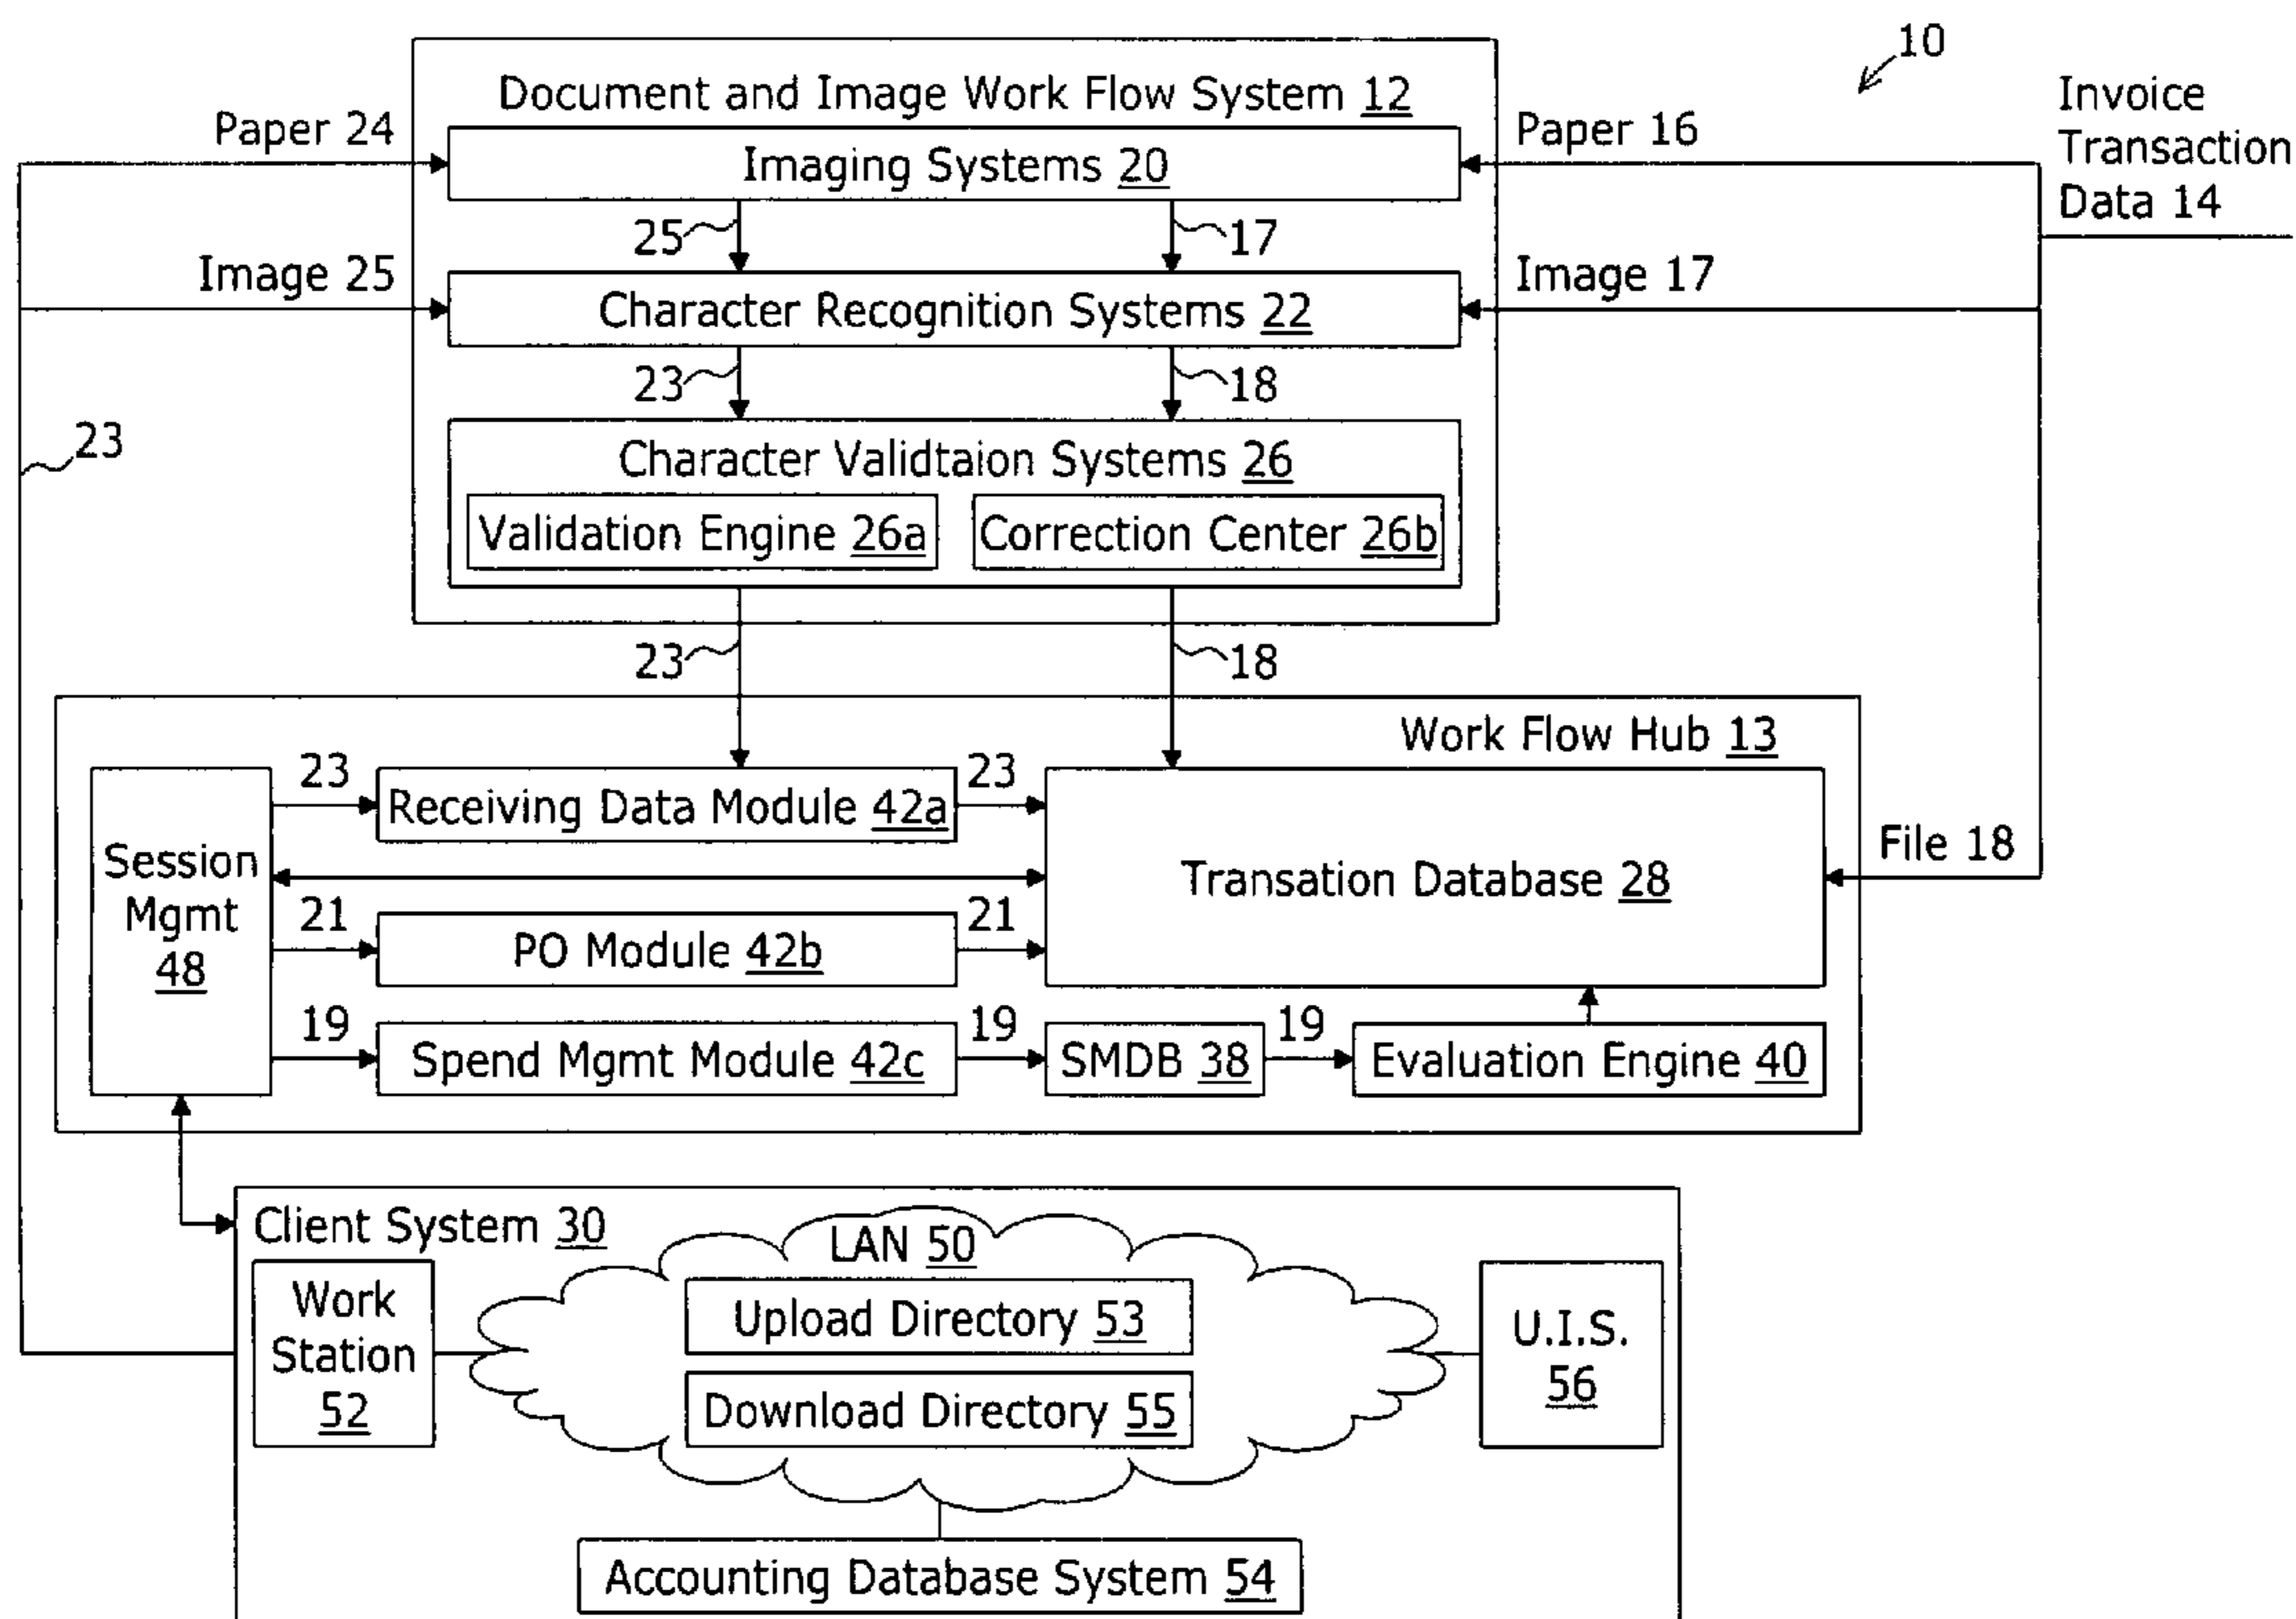 10
Invoice
Transaction
Data 14
Document and Image Work Flow System 12
Paper 24
Imaging Systems 20
Paper 16
25
17
Image 25
Character Recognition Systems 22
Image 17
23
18
23
Character Validtaion Systems 26
Validation Engine 26a
Correction Center 26b
23
18
Work Flow Hub 13
Session
Mgmt
48
23
Receiving Data Module 42a
23
Transation Database 28
File 18
21
PO Module 42b
21
19
Spend Mgmt Module 42c
19
SMDB 38
19
Evaluation Engine 40
Client System 30
LAN 50
Work
Station
52
Upload Directory 53
Download Directory 55
U.I.S.
56
Accounting Database System 54